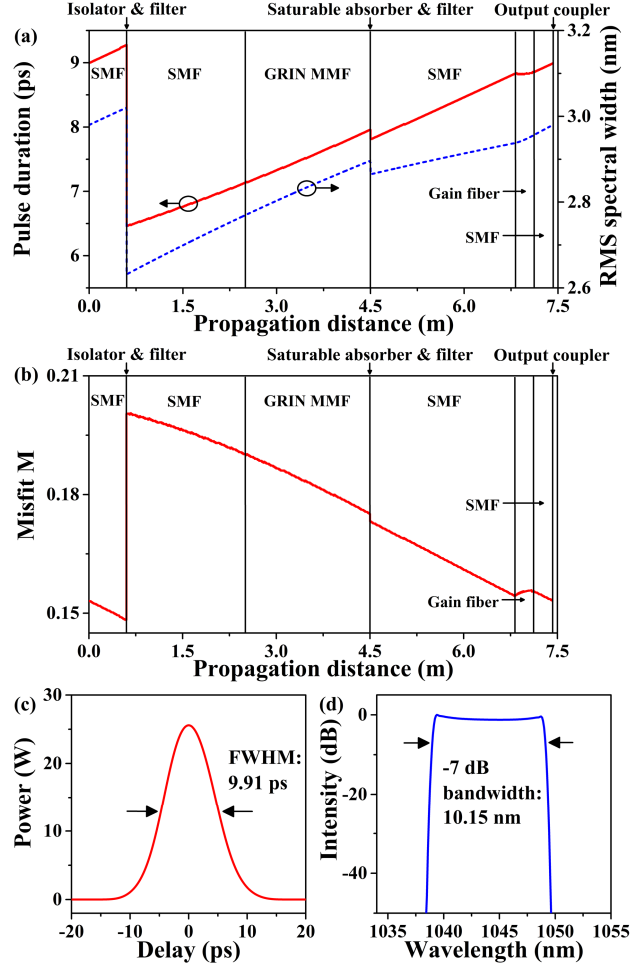 Isolator & filter Saturable absorber & filter Output coupler
(a)
SMF SMF GRIN MMF SMF
Gain fiber
SMF
Pulse duration (ps)
9
8
7
6
RMS spectral width (nm)
3.2
3.1
3.0
2.9
2.8
2.7
2.6
0.0 1.5 3.0 4.5 6.0 7.5
Propagation distance (m)
Isolator & filter Saturable absorber & filter Output coupler
(b)
SMF SMF GRIN MMF SMF
SMF
Gain fiber
Misfit M
0.21
0.18
0.15
0.0 1.5 3.0 4.5 6.0 7.5
Propagation distance (m)
(c)
FWHM:
9.91 ps
Power (W)
30
20
10
0
-20 -10 0 10 20
Delay (ps)
(d)
-7 dB
bandwidth:
10.15 nm
Intensity (dB)
0
-20
-40
1035 1040 1045 1050 1055
Wavelength (nm)